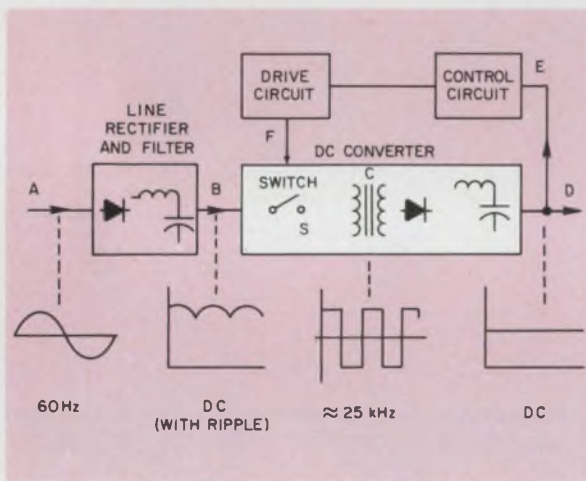 DRIVE
CIRCUIT
CONTROL
CIRCUIT
E
LINE
RECTIFIER
AND FILTER
F
DC CONVERTER
A
B
SWITCH
S
C
D
60Hz
DC
(WITH RIPPLE)
≈ 25 kHz
DC